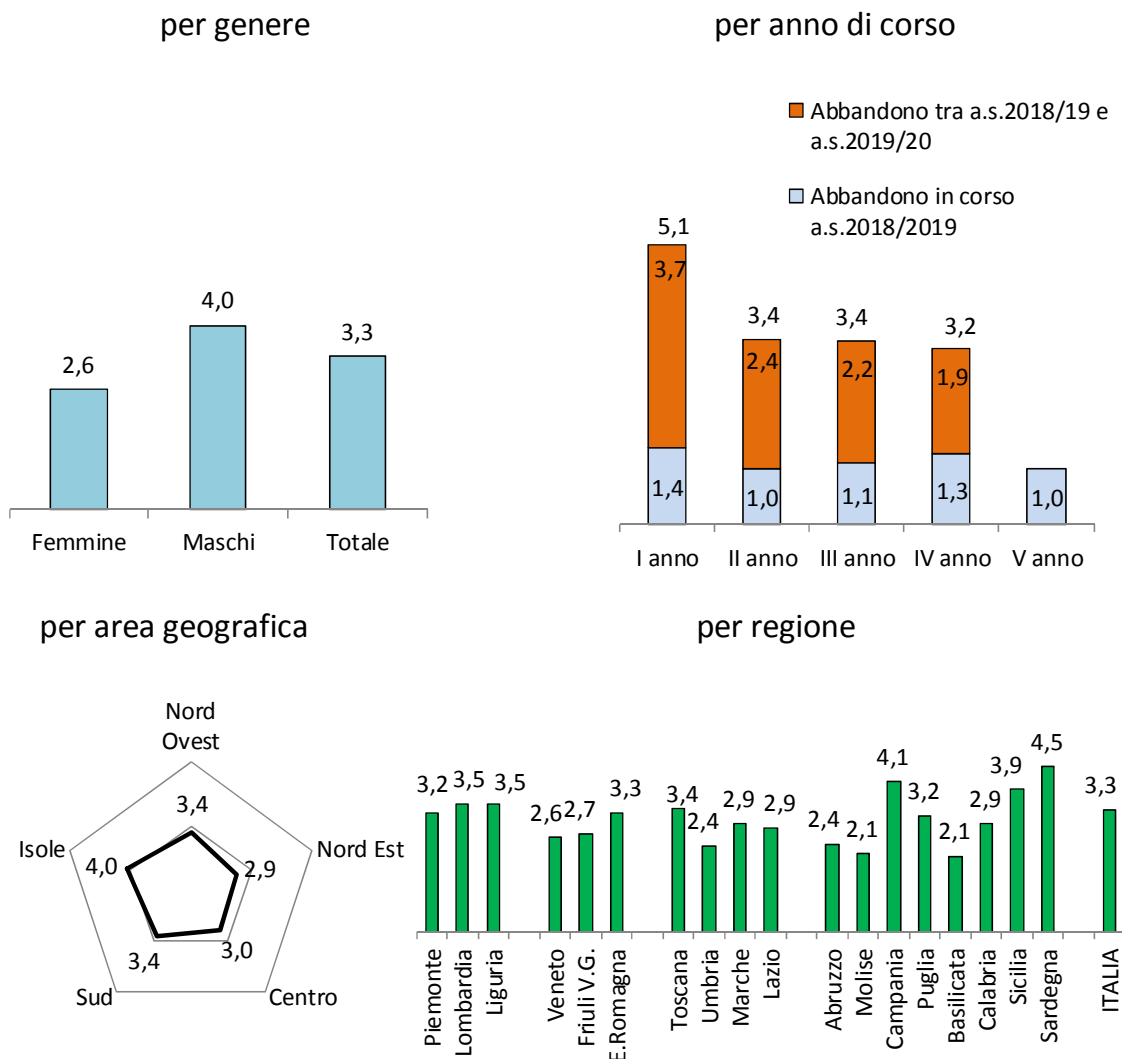 per genere
4,0
3,3
2,6
Femmine
Maschi
Totale
per anno di corso
Abbandono tra a.s.2018/19 e
a.s.2019/20
Abbandono in corso
a.s.2018/2019
5,1
3,7
3,4
3,4
3,2
2,4
2,2
1,9
1,4
1,0
1,1
1,3
1,0
I anno
II anno
III anno
IV anno
V anno
per area geografica
Nord
Ovest
3,4
Isole
4,0
2,9
Nord Est
3,4
3,0
Sud
Centro
per regione
3,2
3,5
3,5
2,6
2,7
3,3
3,4
2,4
2,9
2,9
2,4
2,1
4,1
3,2
2,1
2,9
3,9
4,5
3,3
Piemonte
Lombardia
Liguria
Veneto
Friuli V.G.
E.Romagna
Toscana
Umbria
Marche
Lazio
Abruzzo
Molise
Campania
Puglia
Basilicata
Calabria
Sicilia
Sardegna
ITALIA